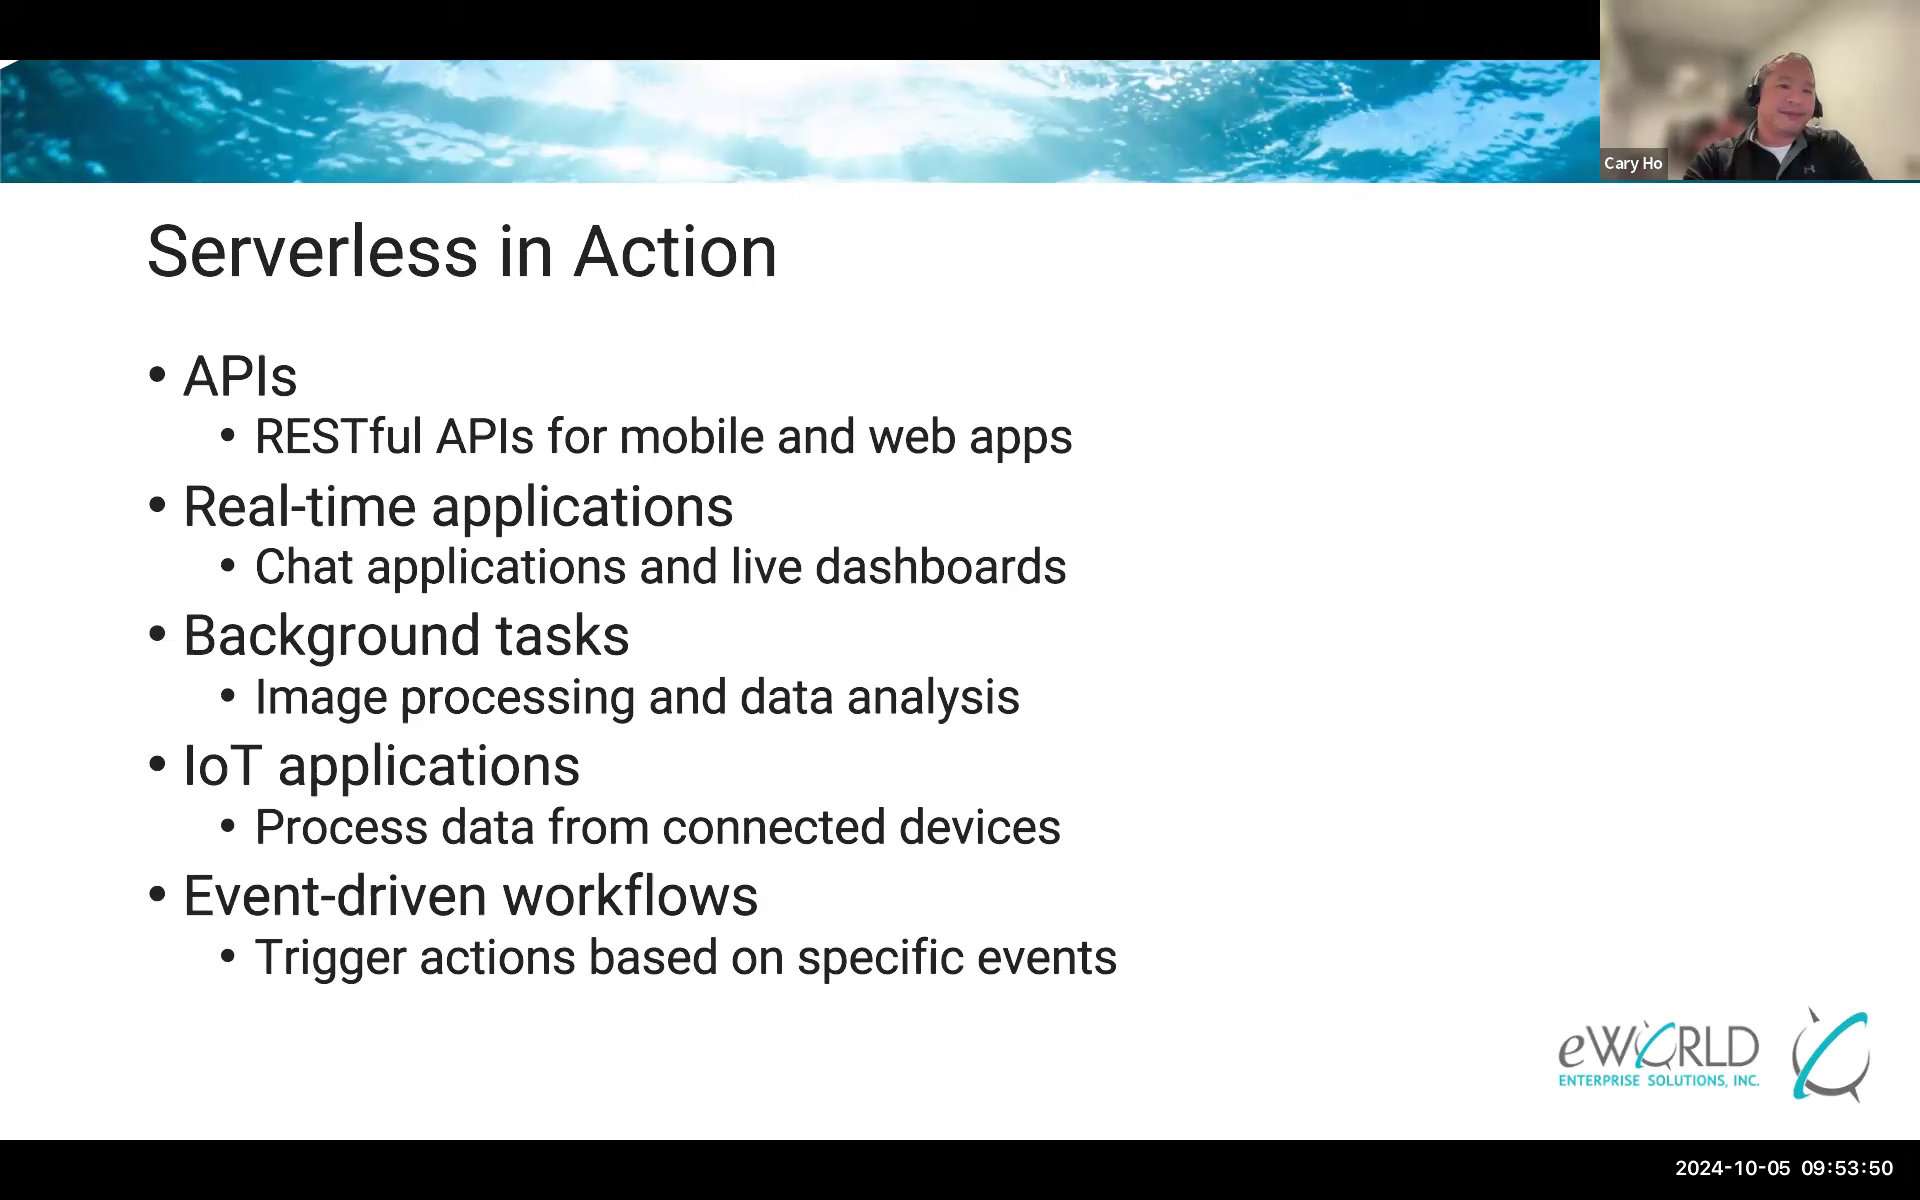 Cary Ho
Serverless in Action
• APIs
• RESTful APIs for mobile and web apps
• Real-time applications
• Chat applications and live dashboards
• Background tasks
• Image processing and data analysis
• IoT applications
• Process data from connected devices
• Event-driven workflows
• Trigger actions based on specific events
eWORLD
ENTERPRISE SOLUTIONS, INC.
2024-10-05 09:53:50